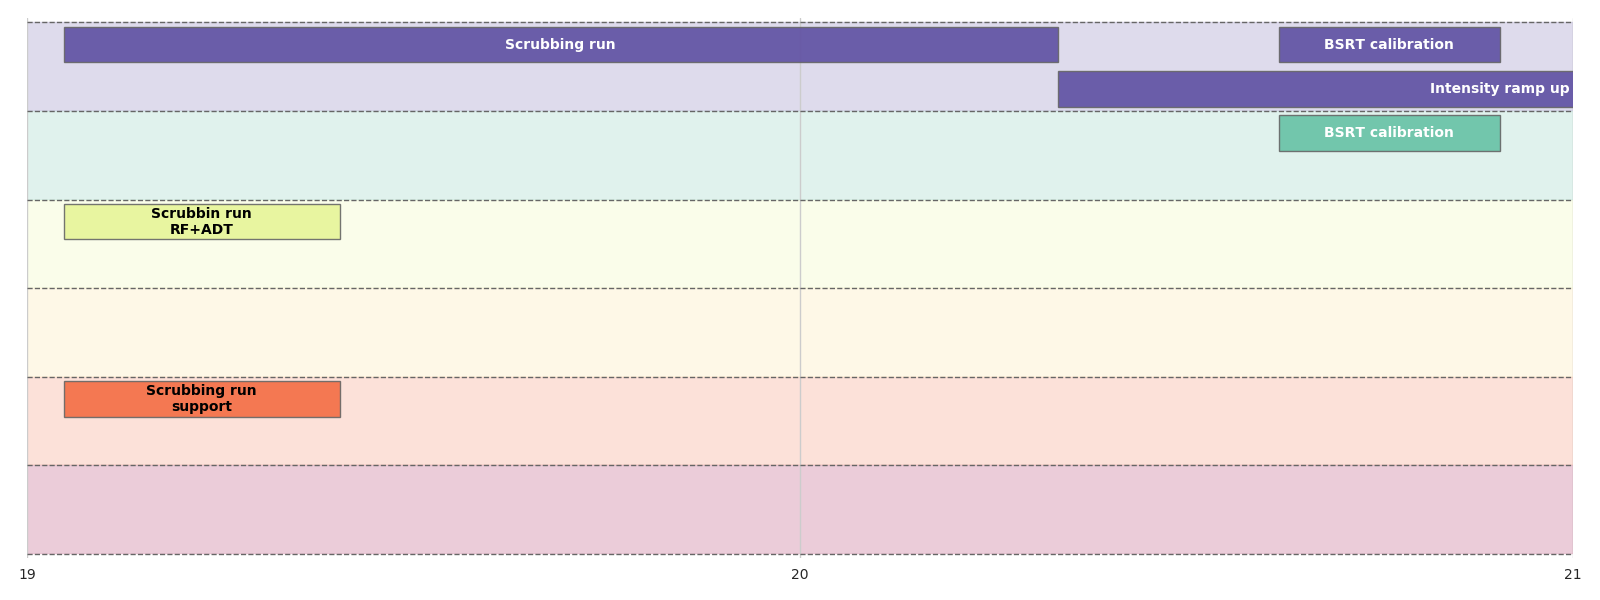 Scrubbing run
BSRT calibration
Intensity ramp up
BSRT calibration
Scrubbin run
RF+ADT
Scrubbing run
support
19
20
21